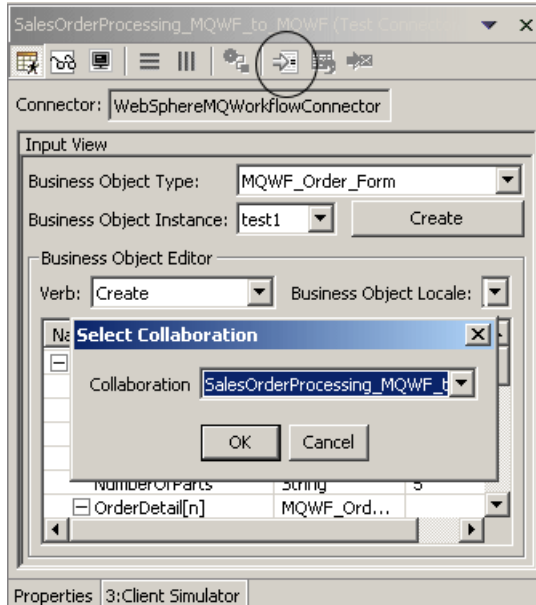 SalesOrderProcessing_MQWF_to_MQWF (Test Con
Connector: WebSphereMQWorkflowConnector
Input View
Business Object Type: MQWF_Order_Form
Business Object Instance: test1 Create
Business Object Editor
Verb: Create Business Object Locale:
Select Collaboration
Collaboration SalesOrderProcessing_MQWF_t
OK Cancel
NumberOfParts String 5
OrderDetail[n] MQWF_Ord...
Properties 3:Client Simulator